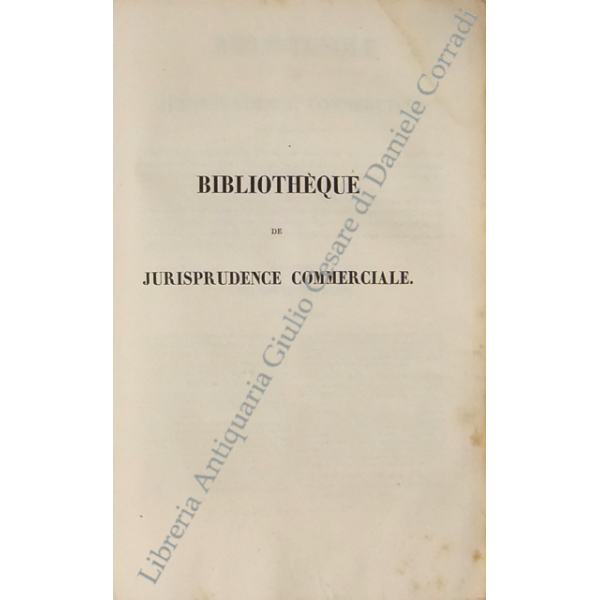 BIBLIOTHÈQUE
DE
JURISPRUDENCE COMMERCIALE.
Libreria Antiquaria Giulio Cesare di Daniele Corradi